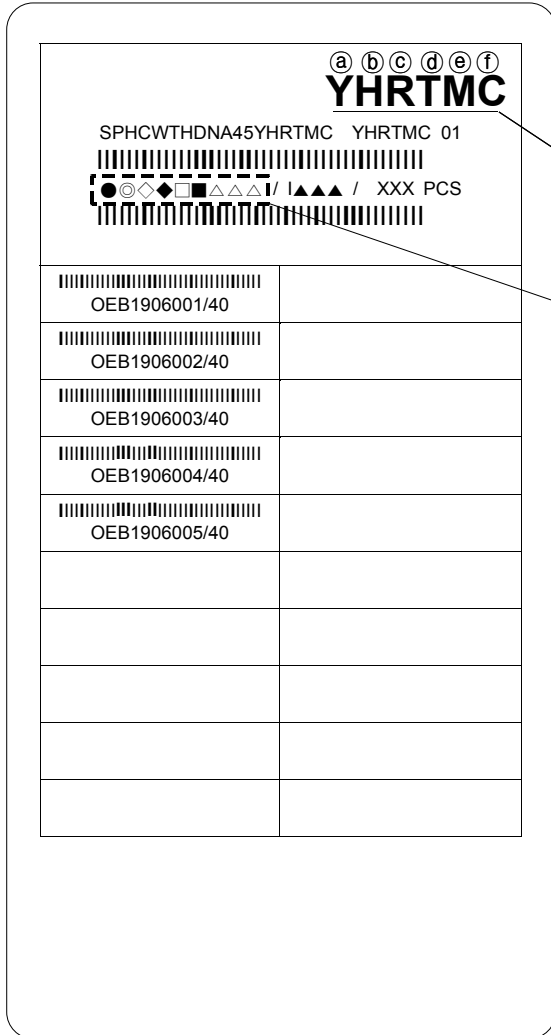 ⓐ ⓑ ⓒ ⓓ ⓔ ⓕ
YHRTMC
SPHCWTHDNA45YHRTMC YHRTMC 01
●◎◇◆□■△△△ / I▲▲▲ / XXX PCS
OEB1906001/40
OEB1906002/40
OEB1906003/40
OEB1906004/40
OEB1906005/40